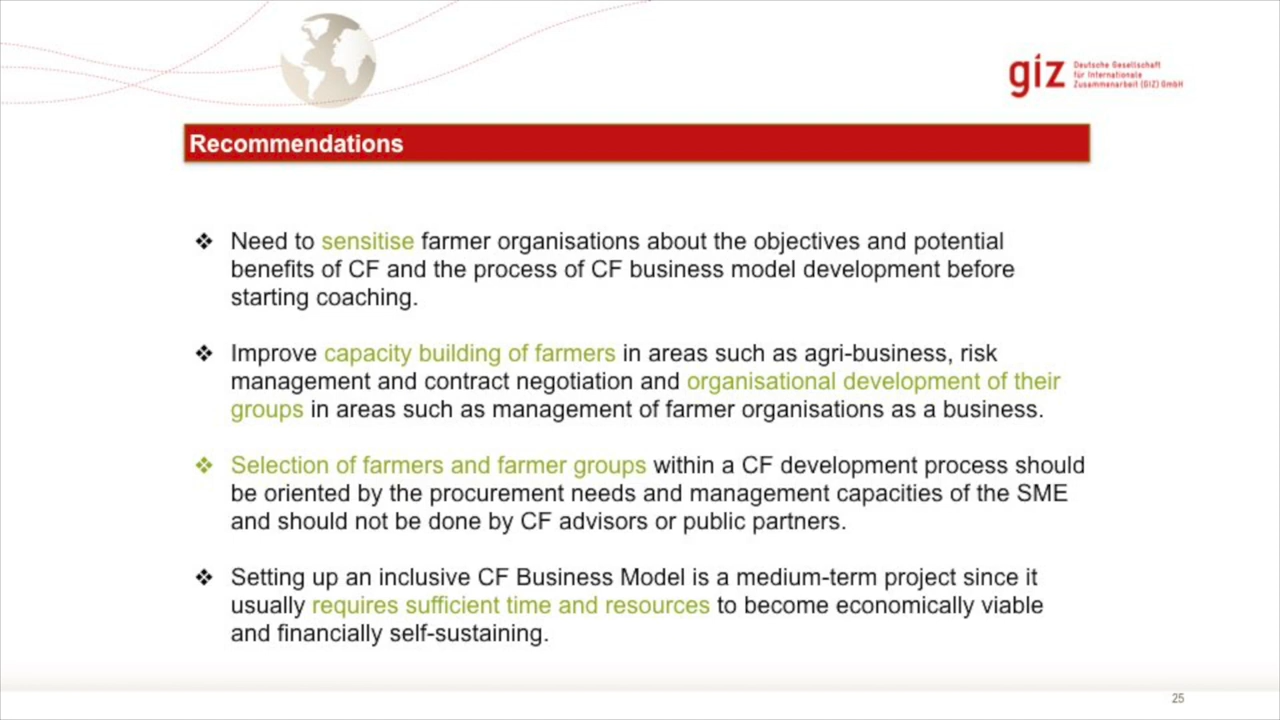 giz
Deutsche Gesellschaft
für Internationale
Zusammenarbeit (GIZ) GmbH
Recommendations
❖ Need to sensitise farmer organisations about the objectives and potential
benefits of CF and the process of CF business model development before
starting coaching.
❖ Improve capacity building of farmers in areas such as agri-business, risk
management and contract negotiation and organisational development of their
groups in areas such as management of farmer organisations as a business.
❖ Selection of farmers and farmer groups within a CF development process should
be oriented by the procurement needs and management capacities of the SME
and should not be done by CF advisors or public partners.
❖ Setting up an inclusive CF Business Model is a medium-term project since it
usually requires sufficient time and resources to become economically viable
and financially self-sustaining.
25